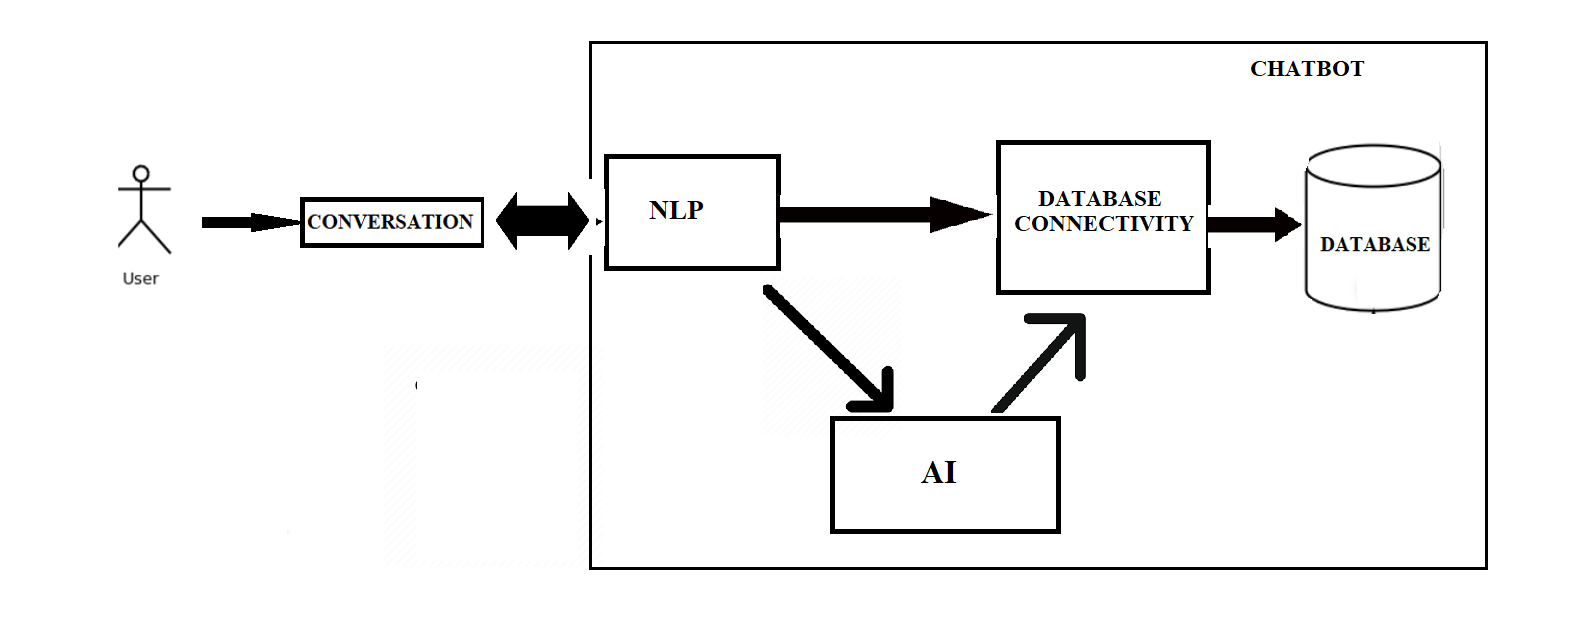 CHATBOT
NLP
DATABASE
CONNECTIVITY
CONVERSATION
DATABASE
User
AI